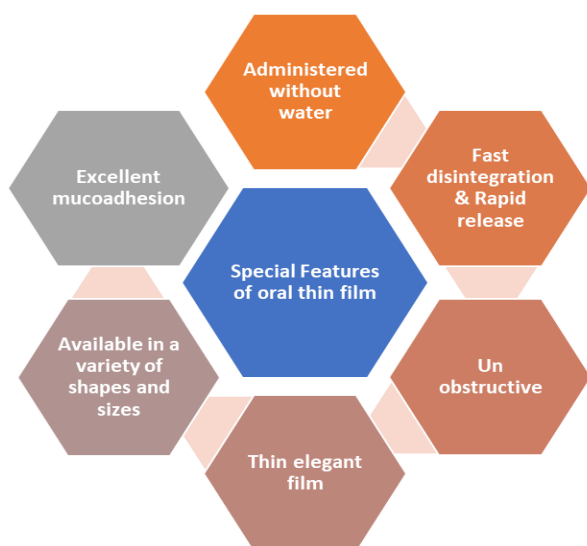 Administered
without
water
Fast
disintegration
& Rapid
release
Un
obstructive
Thin elegant
film
Available in a
variety of
shapes and
sizes
Excellent
mucoadhesion
Special Features
of oral thin film